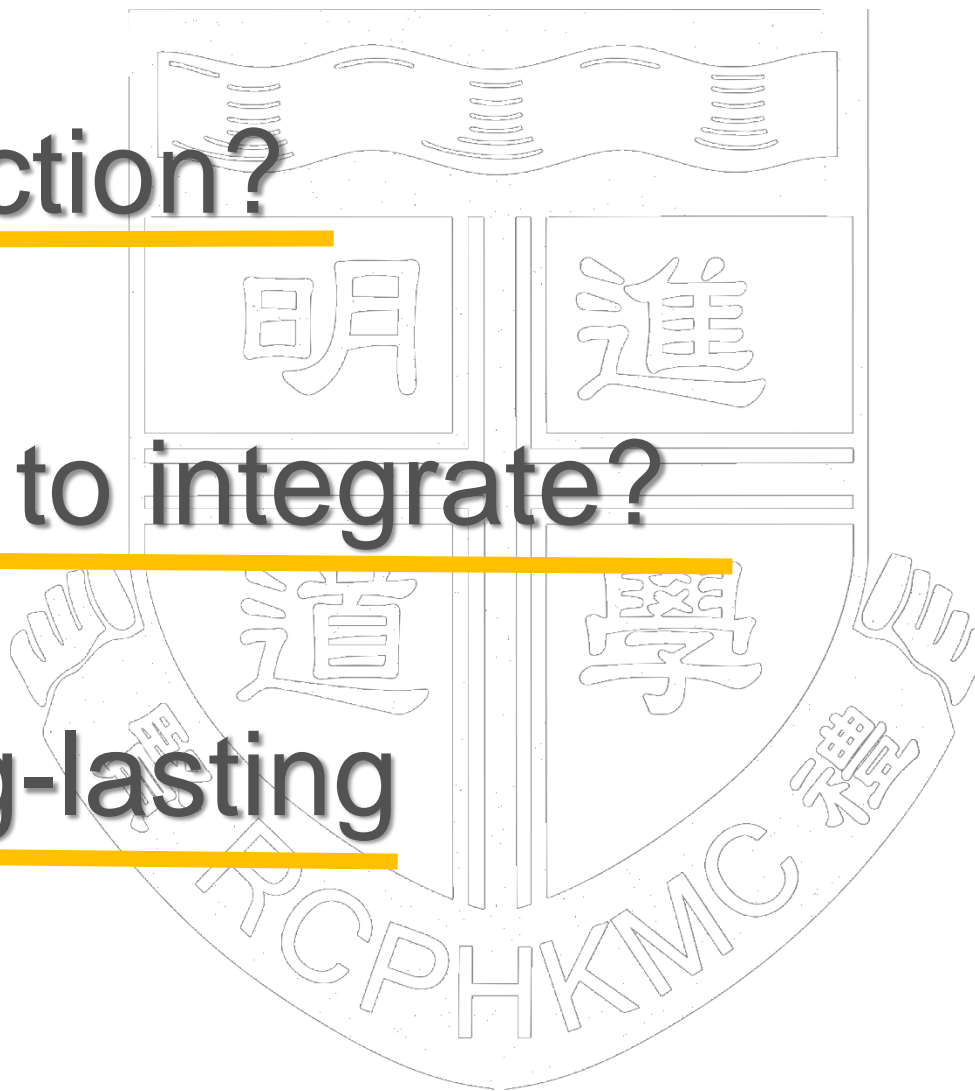 ction?
明 進
to integrate?
道 學
g-lasting
禮
RCPHKMC